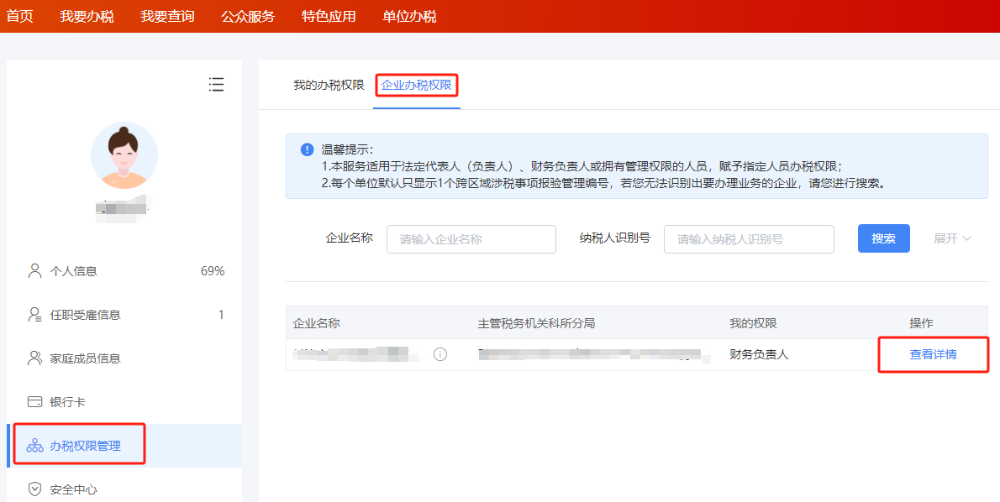 首页 我要办税 我要查询 公众服务 特色应用 单位办税
我的办税权限 企业办税权限
温馨提示：
1.本服务适用于法定代表人（负责人）、财务负责人或拥有管理权限的人员，赋予指定人员办税权限；
2.每个单位默认只显示1个跨区域涉税事项报验管理编号，若您无法识别出要办理业务的企业，请您进行搜索。
企业名称 请输入企业名称 纳税人识别号 请输入纳税人识别号 搜索 展开
企业名称 主管税务机关科所分局 我的权限 操作
财务负责人 查看详情
个人信息 69%
任职受雇信息 1
家庭成员信息
银行卡
办税权限管理
安全中心